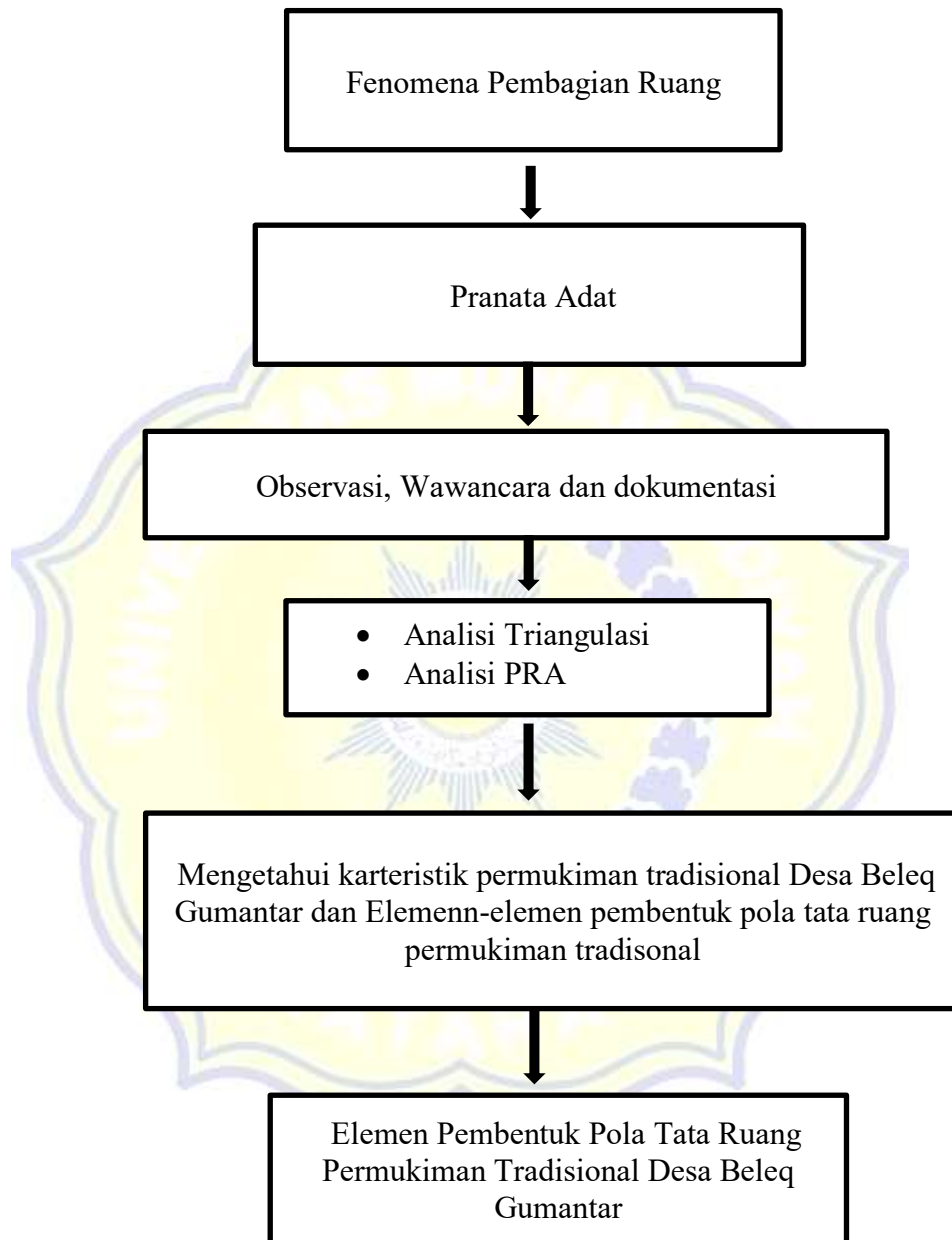 Fenomena Pembagian Ruang
Pranata Adat
Observasi, Wawancara dan dokumentasi
• Analisi Triangulasi
• Analisi PRA
Mengetahui karteristik permukiman tradisional Desa Beleq
Gumantar dan Elemenn-elemen pembentuk pola tata ruang
permukiman tradisonal
Elemen Pembentuk Pola Tata Ruang
Permukiman Tradisional Desa Beleq
Gumantar